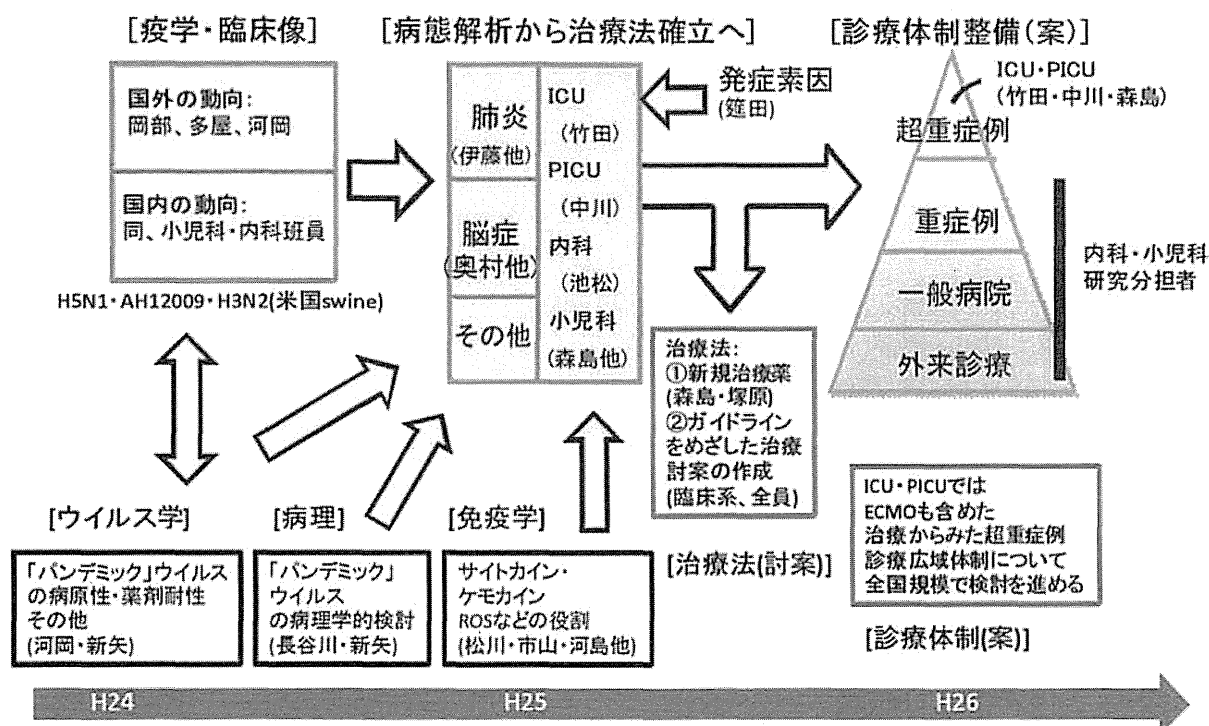 [疫学・臨床像]
国外の動向:
岡部、多屋、河岡
国内の動向:
同、小児科・内科班員
H5N1・AH12009・H3N2(米国swine)
[病態解析から治療法確立へ]
肺炎
(伊藤他)
脳症
(奥村他)
その他
ICU
(竹田)
PICU
(中川)
内科
(池松)
小児科
(森島他)
発症素因
(莚田)
[診療体制整備(案)]
ICU・PICU
(竹田・中川・森島)
超重症例
重症例
一般病院
外来診療
内科・小児科
研究分担者
治療法:
①新規治療薬
(森島・塚原)
②ガイドライン
をめざした治療
討案の作成
(臨床系、全員)
[治療法(討案)]
ICU・PICUでは
ECMOも含めた
治療からみた超重症例
診療広域体制について
全国規模で検討を進める
[診療体制(案)]
[ウイルス学]
「パンデミック」ウイルス
の病原性・薬剤耐性
その他
(河岡・新矢)
[病理]
「パンデミック」
ウイルス
の病理学的検討
(長谷川・新矢)
[免疫学]
サイトカイン・
ケモカイン
ROSなどの役割
(松川・市山・河島他)
H24
H25
H26